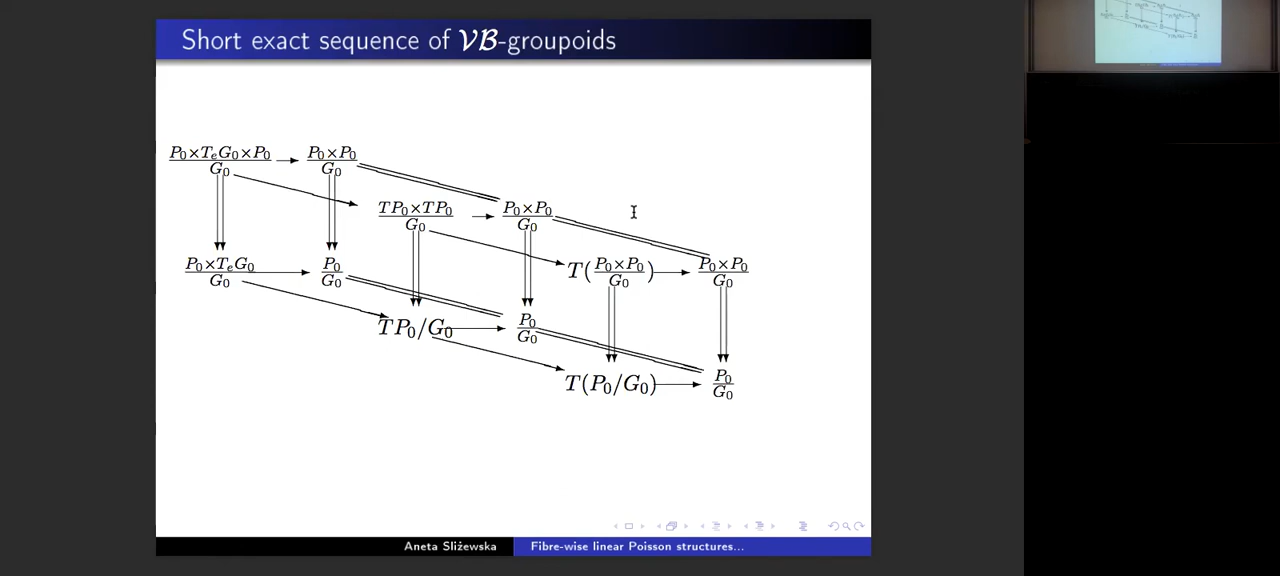 Short exact sequence of 𝒱ℬ-groupoids
P₀×TₑG₀×P₀ / G₀ → P₀×P₀ / G₀
TP₀×TP₀ / G₀ → P₀×P₀ / G₀
P₀×TₑG₀ / G₀ → P₀ / G₀
T(P₀×P₀ / G₀) → P₀×P₀ / G₀
TP₀/G₀ → P₀ / G₀
T(P₀/G₀) → P₀ / G₀
Aneta Sliżewska Fibre-wise linear Poisson structures...